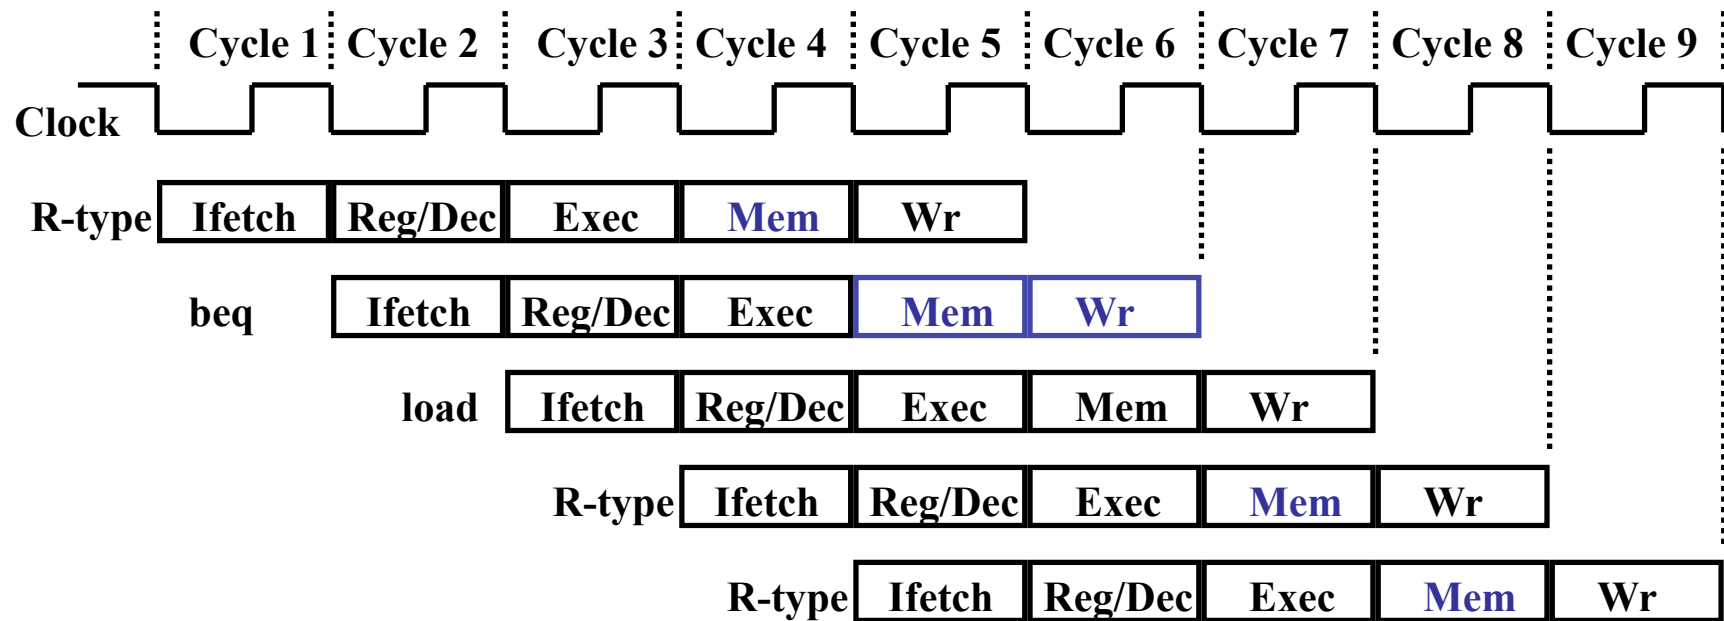 Cycle 1 Cycle 2 Cycle 3 Cycle 4 Cycle 5 Cycle 6 Cycle 7 Cycle 8 Cycle 9
Clock
R-type Ifetch Reg/Dec Exec Mem Wr
beq Ifetch Reg/Dec Exec Mem Wr
load Ifetch Reg/Dec Exec Mem Wr
R-type Ifetch Reg/Dec Exec Mem Wr
R-type Ifetch Reg/Dec Exec Mem Wr